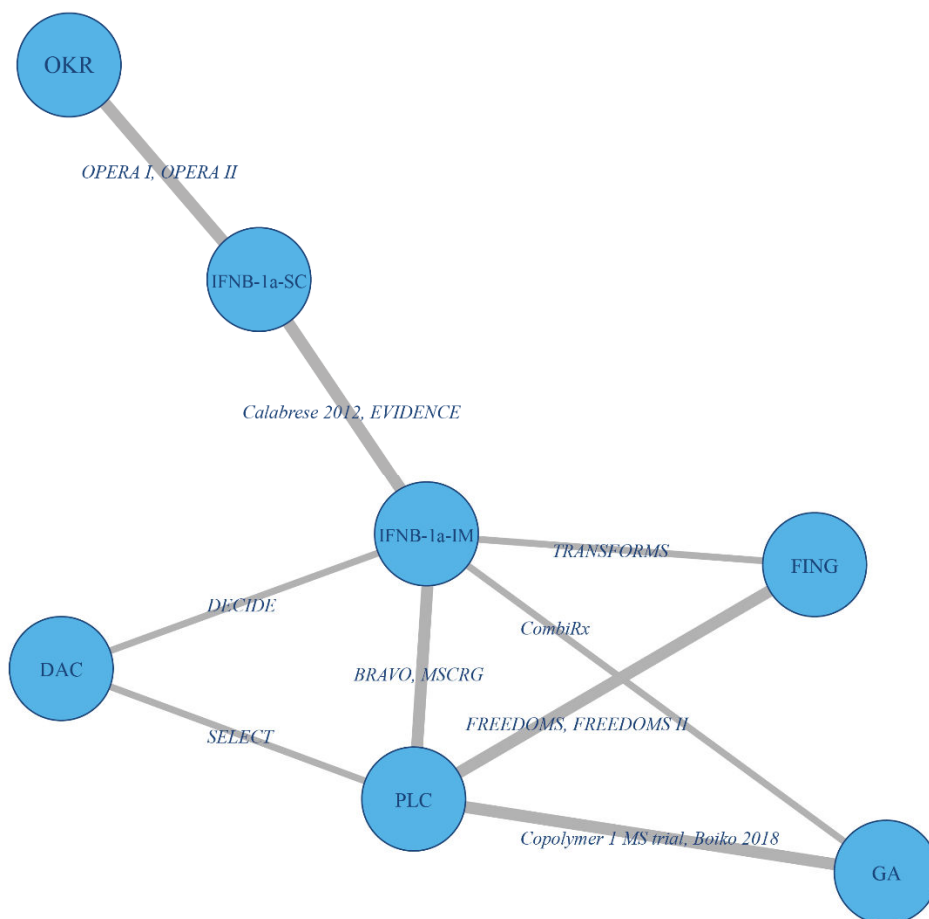 OKR
OPERA I, OPERA II
IFNB-1a-SC
Calabrese 2012, EVIDENCE
IFNB-1a-IM
TRANSFORMS
FING
DECIDE
CombiRx
DAC
BRAVO, MSCRG
FREEDOMS, FREEDOMS II
SELECT
PLC
Copolymer 1 MS trial, Boiko 2018
GA